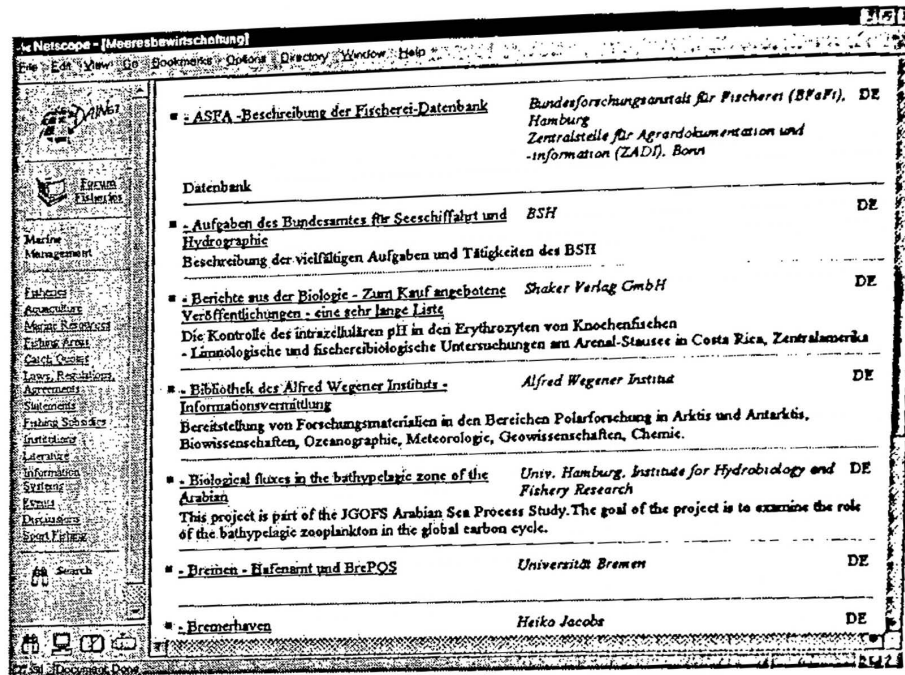 Netscape - [Meeresbewirtschaftung]
File Edit View Go Bookmarks Options Directory Window Help
DAINet
Forum
Fisheries
Marine
Management
Fisheries
Aquaculture
Marine Resources
Fishing Areas
Catch Quotas
Laws, Regulations,
Agreements
Statements
Fishing Subsidies
Institutions
Literature
Information
Systems
Events
Discussions
Sport Fishing
Search
- ASFA -Beschreibung der Fischerei-Datenbank
Bundesforschungsanstalt für Fischerei (BFaFi), DE
Hamburg
Zentralstelle für Agrardokumentation und
-information (ZADI), Bonn
Datenbank
- Aufgaben des Bundesamtes für Seeschiffahrt und BSH DE
Hydrographie
Beschreibung der vielfältigen Aufgaben und Tätigkeiten des BSH
- Berichte aus der Biologie - Zum Kauf angebotene Shaker Verlag GmbH DE
Veröffentlichungen - eine sehr lange Liste
Die Kontrolle des intrazellulären pH in den Erythrozyten von Knochenfischen
- Limnologische und fischereibiologische Untersuchungen am Arenal-Stausee in Costa Rica, Zentralamerika
- Bibliothek des Alfred Wegener Instituts - Alfred Wegener Institut DE
Informationsvermittlung
Bereitstellung von Forschungsmaterialien in den Bereichen Polarforschung in Arktis und Antarktis,
Biowissenschaften, Ozeanographie, Meteorologie, Geowissenschaften, Chemie.
- Biological fluxes in the bathypelagic zone of the Univ. Hamburg, Institute for Hydrobiology and DE
Arabian Fishery Research
This project is part of the JGOFS Arabian Sea Process Study. The goal of the project is to examine the role
of the bathypelagic zooplankton in the global carbon cycle.
- Bremen - Hafenamt und BrePOS Universität Bremen DE
- Bremerhaven Heiko Jacobs DE
Document Done